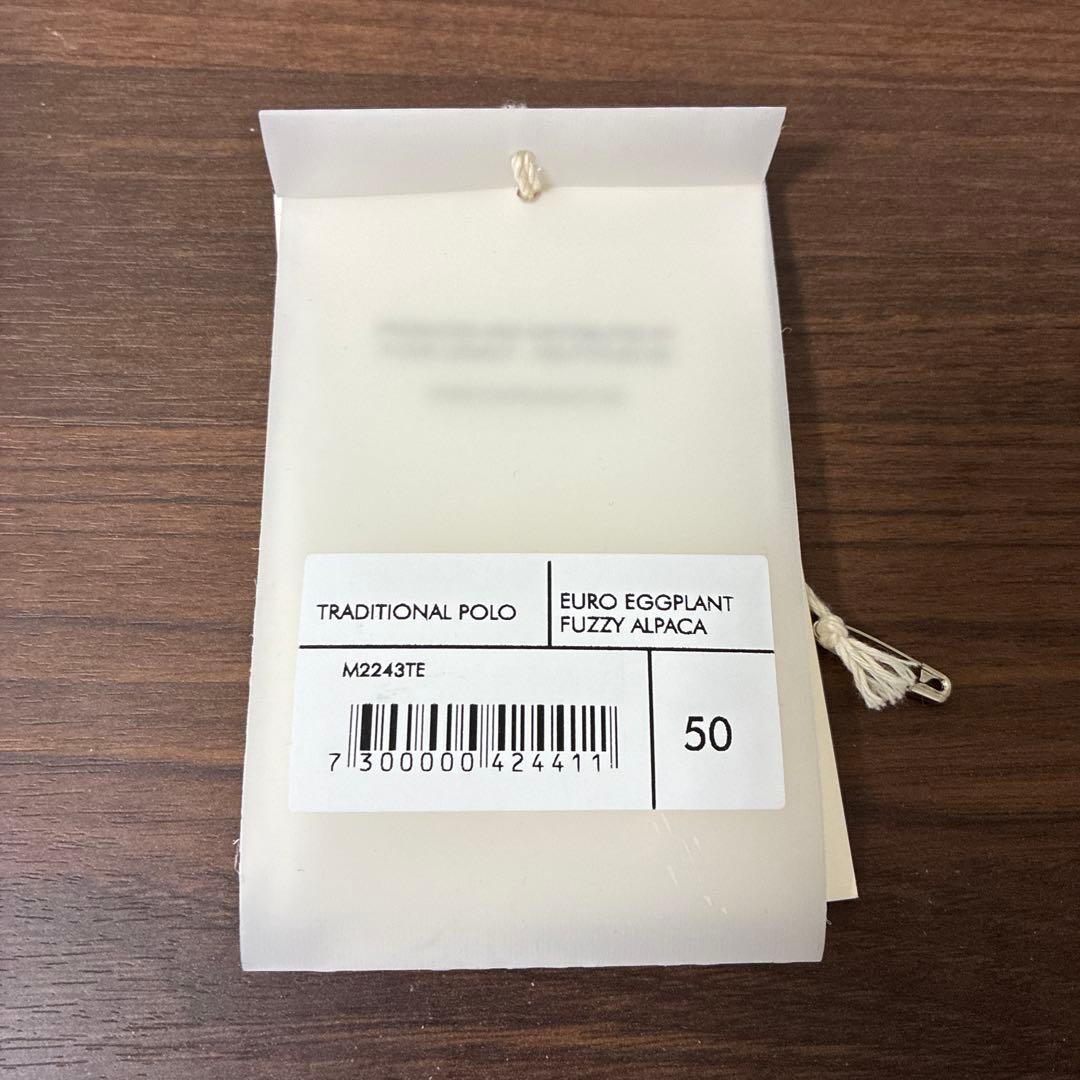 TRADITIONAL POLO
EURO EGGPLANT
FUZZY ALPACA
M2243TE
50
7 300000 424411